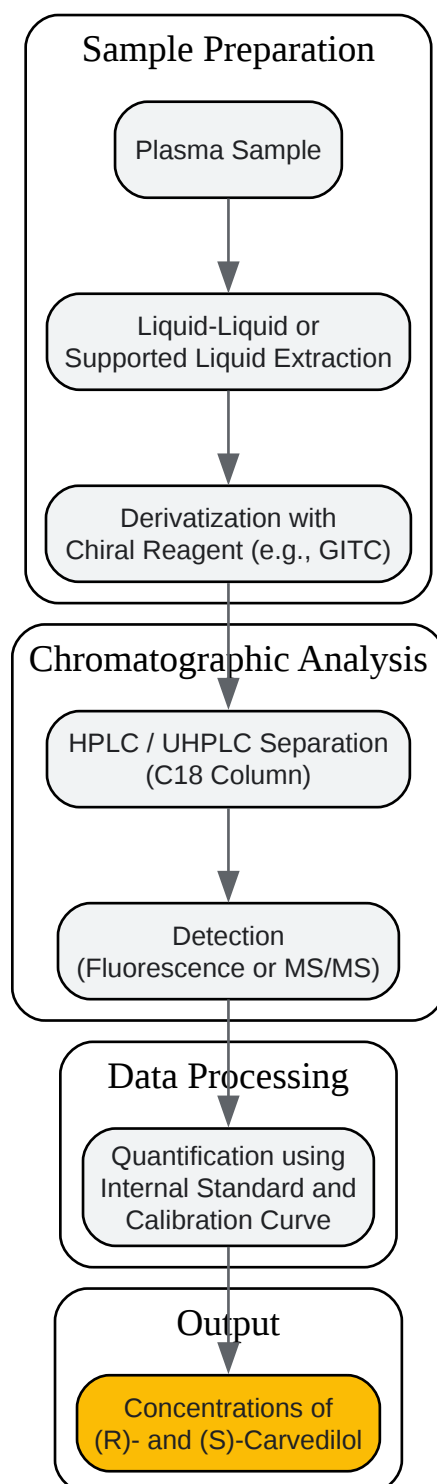 Sample Preparation
Plasma Sample
Liquid-Liquid or
Supported Liquid Extraction
Derivatization with
Chiral Reagent (e.g., GITC)
Chromatographic Analysis
HPLC / UHPLC Separation
(C18 Column)
Detection
(Fluorescence or MS/MS)
Data Processing
Quantification using
Internal Standard and
Calibration Curve
Output
Concentrations of
(R)- and (S)-Carvedilol